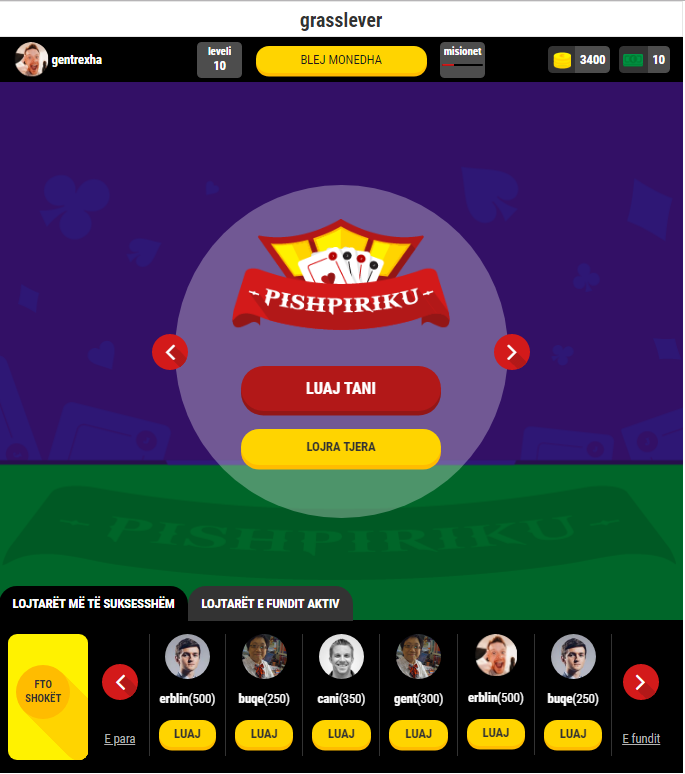 grasslever
gentrexha
leveli
10
BLEJ MONEDHA
misionet
3400
10
PISHPIRIKU
LUAJ TANI
LOJRA TJERA
PISHPIRIKU
LOJTARËT MË TË SUKSESSHËM
LOJTARËT E FUNDIT AKTIV
FTO
SHOKËT
E para
erblin(500)
LUAJ
buqe(250)
LUAJ
cani(350)
LUAJ
gent(300)
LUAJ
erblin(500)
LUAJ
buqe(250)
LUAJ
E fundit